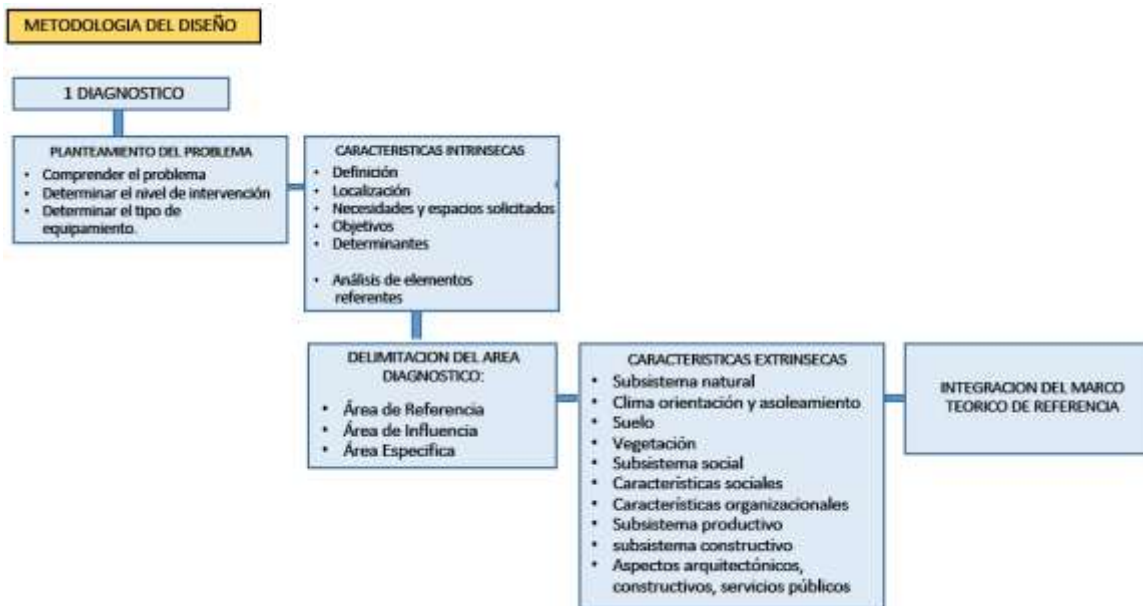 METODOLOGIA DEL DISEÑO
1 DIAGNOSTICO
PLANTEAMIENTO DEL PROBLEMA
• Comprender el problema
• Determinar el nivel de intervención
• Determinar el tipo de
equipamiento.
CARACTERISTICAS INTRINSECAS
• Definición
• Localización
• Necesidades y espacios solicitados
• Objetivos
• Determinantes
• Análisis de elementos
referentes
DELIMITACION DEL AREA
DIAGNOSTICO:
• Área de Referencia
• Área de Influencia
• Área Especifica
CARACTERISTICAS EXTRINSECAS
• Subsistema natural
• Clima orientación y asoleamiento
• Suelo
• Vegetación
• Subsistema social
• Características sociales
• Características organizacionales
• Subsistema productivo
• subsistema constructivo
• Aspectos arquitectónicos,
constructivos, servicios públicos
INTEGRACION DEL MARCO
TEORICO DE REFERENCIA